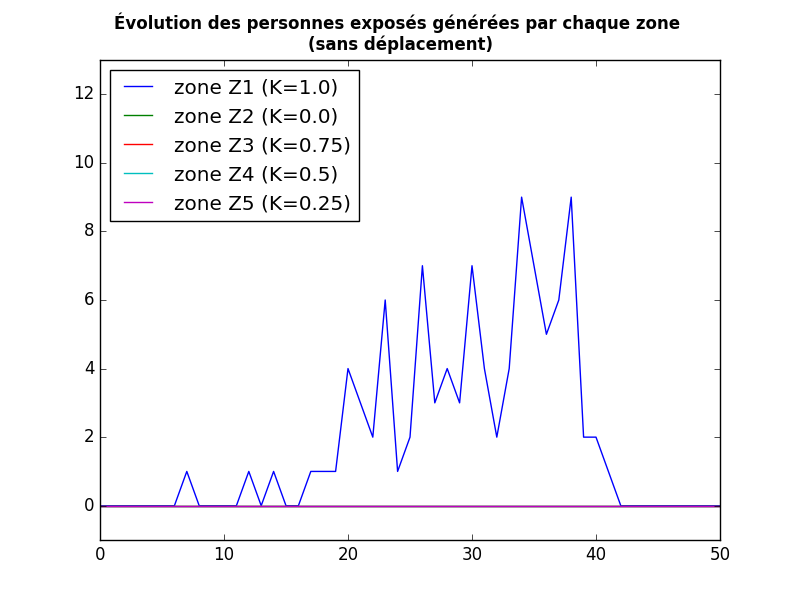 Évolution des personnes exposés générées par chaque zone
(sans déplacement)
zone Z1 (K=1.0)
zone Z2 (K=0.0)
zone Z3 (K=0.75)
zone Z4 (K=0.5)
zone Z5 (K=0.25)
12
10
8
6
4
2
0
0 10 20 30 40 50